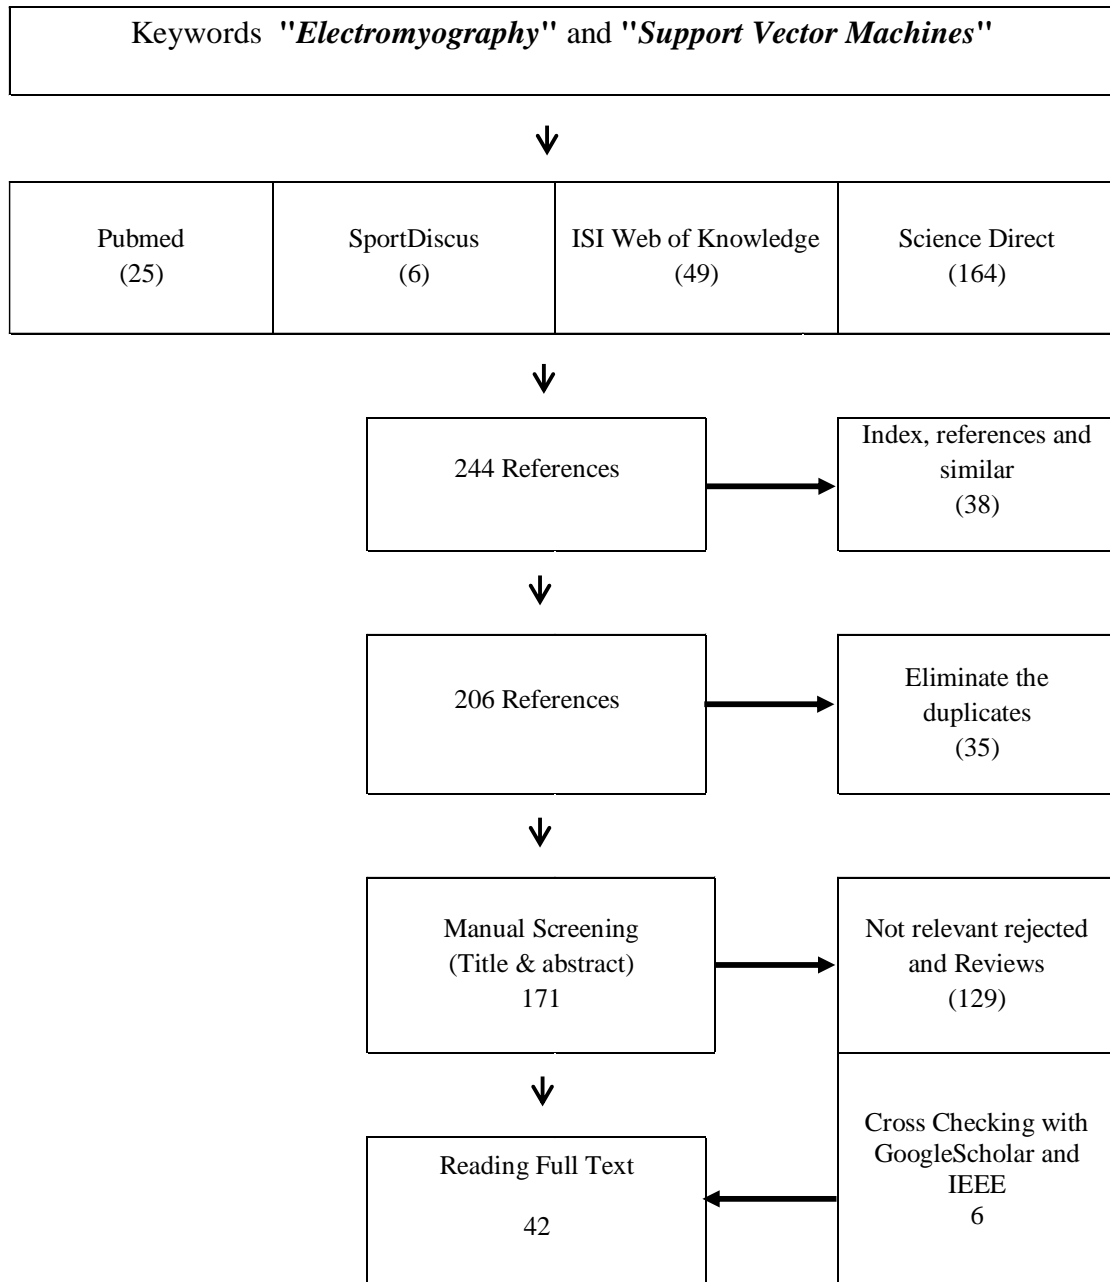 Keywords "Electromyography" and "Support Vector Machines"
Pubmed
(25)
SportDiscus
(6)
ISI Web of Knowledge
(49)
Science Direct
(164)
244 References
Index, references and
similar
(38)
206 References
Eliminate the
duplicates
(35)
Manual Screening
(Title & abstract)
171
Not relevant rejected
and Reviews
(129)
Reading Full Text
42
Cross Checking with
GoogleScholar and
IEEE
6